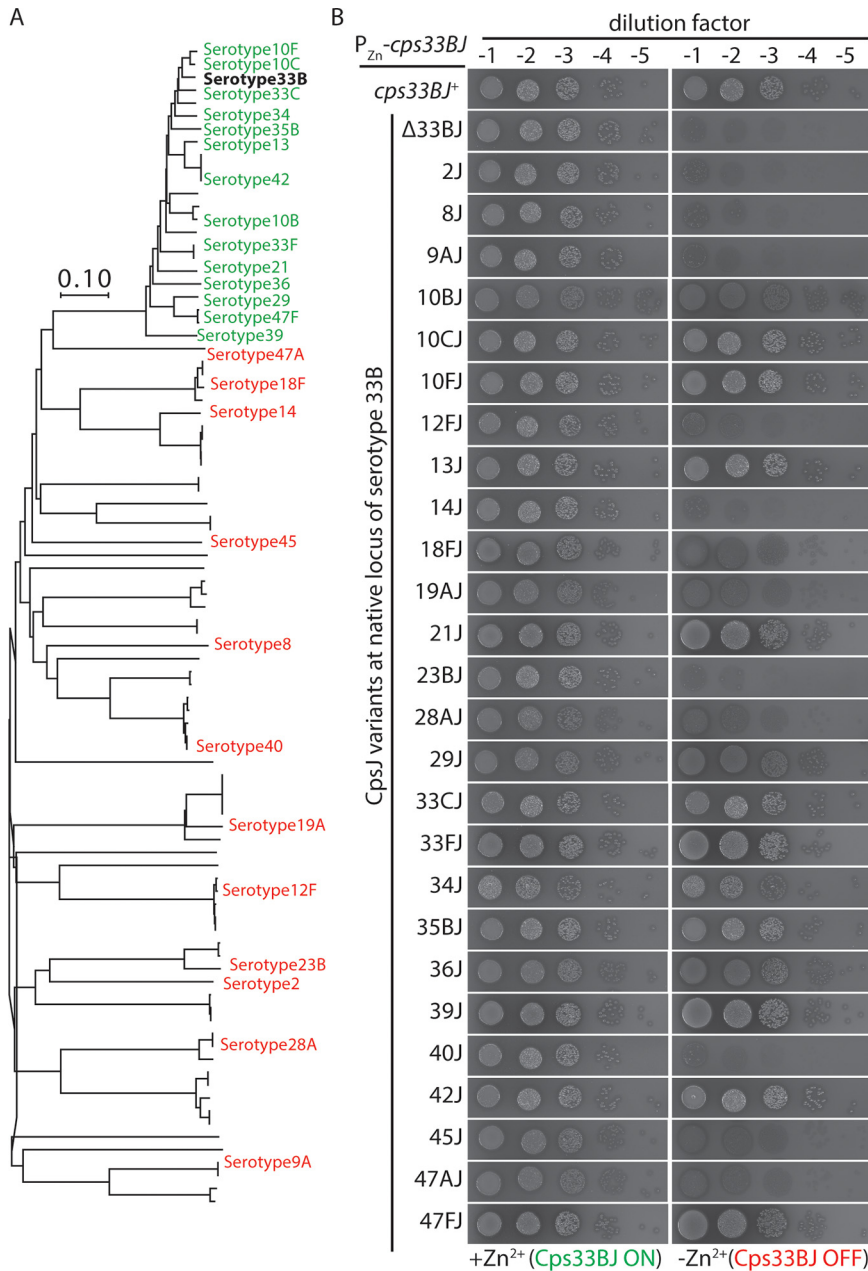 A
Serotype10F
Serotype10C
Serotype33B
Serotype33C
Serotype34
Serotype35B
Serotype13
Serotype42
Serotype10B
Serotype33F
Serotype21
Serotype36
Serotype29
Serotype47F
Serotype39
0.10
Serotype47A
Serotype18F
Serotype14
Serotype45
Serotype8
Serotype40
Serotype19A
Serotype12F
Serotype23B
Serotype2
Serotype28A
Serotype9A
B
dilution factor
PZn-cps33BJ -1 -2 -3 -4 -5 -1 -2 -3 -4 -5
cps33BJ+
CpsJ variants at native locus of serotype 33B
Δ33BJ
2J
8J
9AJ
10BJ
10CJ
10FJ
12FJ
13J
14J
18FJ
19AJ
21J
23BJ
28AJ
29J
33CJ
33FJ
34J
35BJ
36J
39J
40J
42J
45J
47AJ
47FJ
+Zn²⁺(Cps33BJ ON) -Zn²⁺(Cps33BJ OFF)